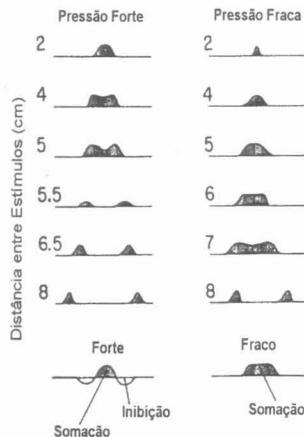 Pressão Forte
Pressão Fraca
Distância entre Estímulos (cm)
2
2
4
4
5
5
5.5
6
6.5
7
8
8
Forte
Fraco
Inibição
Somação
Somação